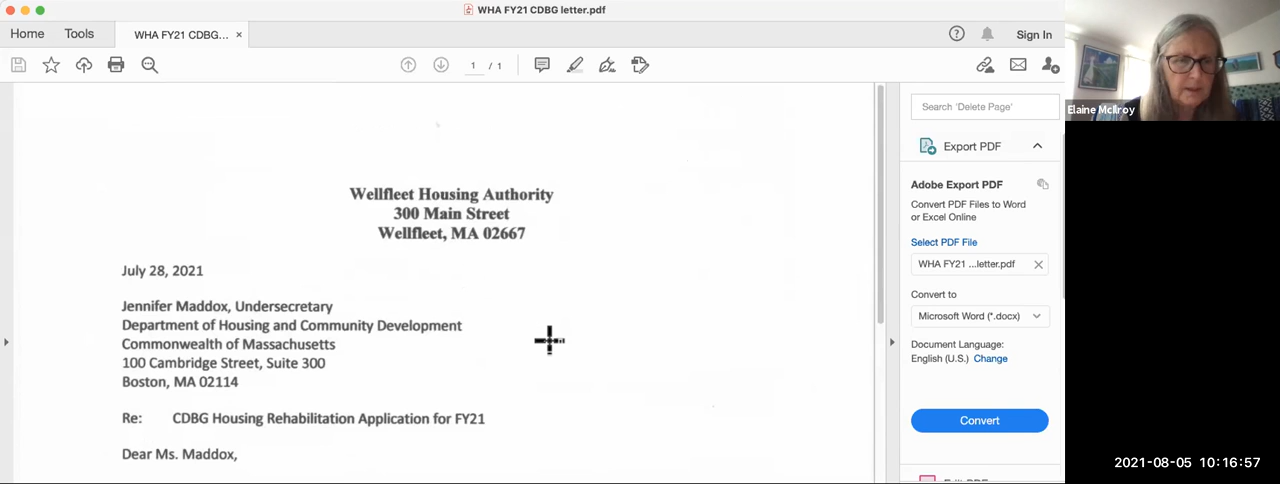 WHA FY21 CDBG letter.pdf
Home
Tools
WHA FY21 CDBG... ×
Sign In
1 / 1
Wellfleet Housing Authority
300 Main Street
Wellfleet, MA 02667
July 28, 2021
Jennifer Maddox, Undersecretary
Department of Housing and Community Development
Commonwealth of Massachusetts
100 Cambridge Street, Suite 300
Boston, MA 02114
Re: CDBG Housing Rehabilitation Application for FY21
Dear Ms. Maddox,
Search 'Delete Page'
Export PDF
Adobe Export PDF
Convert PDF Files to Word
or Excel Online
Select PDF File
WHA FY21 ...letter.pdf
Convert to
Microsoft Word (*.docx)
Document Language:
English (U.S.) Change
Convert
Elaine McIlroy
2021-08-05 10:16:57